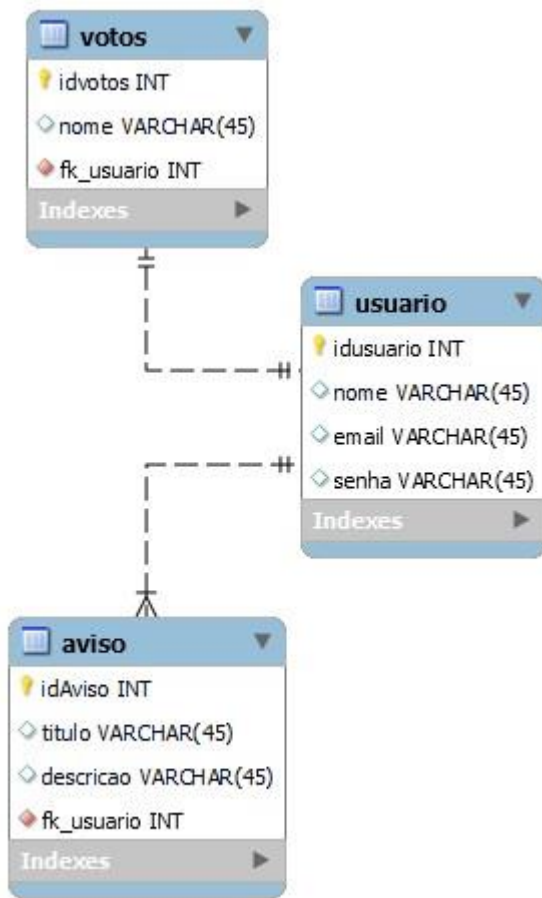 votos
idvotos INT
nome VARCHAR(45)
fk_usuario INT
Indexes
usuario
idusuario INT
nome VARCHAR(45)
email VARCHAR(45)
senha VARCHAR(45)
Indexes
aviso
idAviso INT
titulo VARCHAR(45)
descricao VARCHAR(45)
fk_usuario INT
Indexes